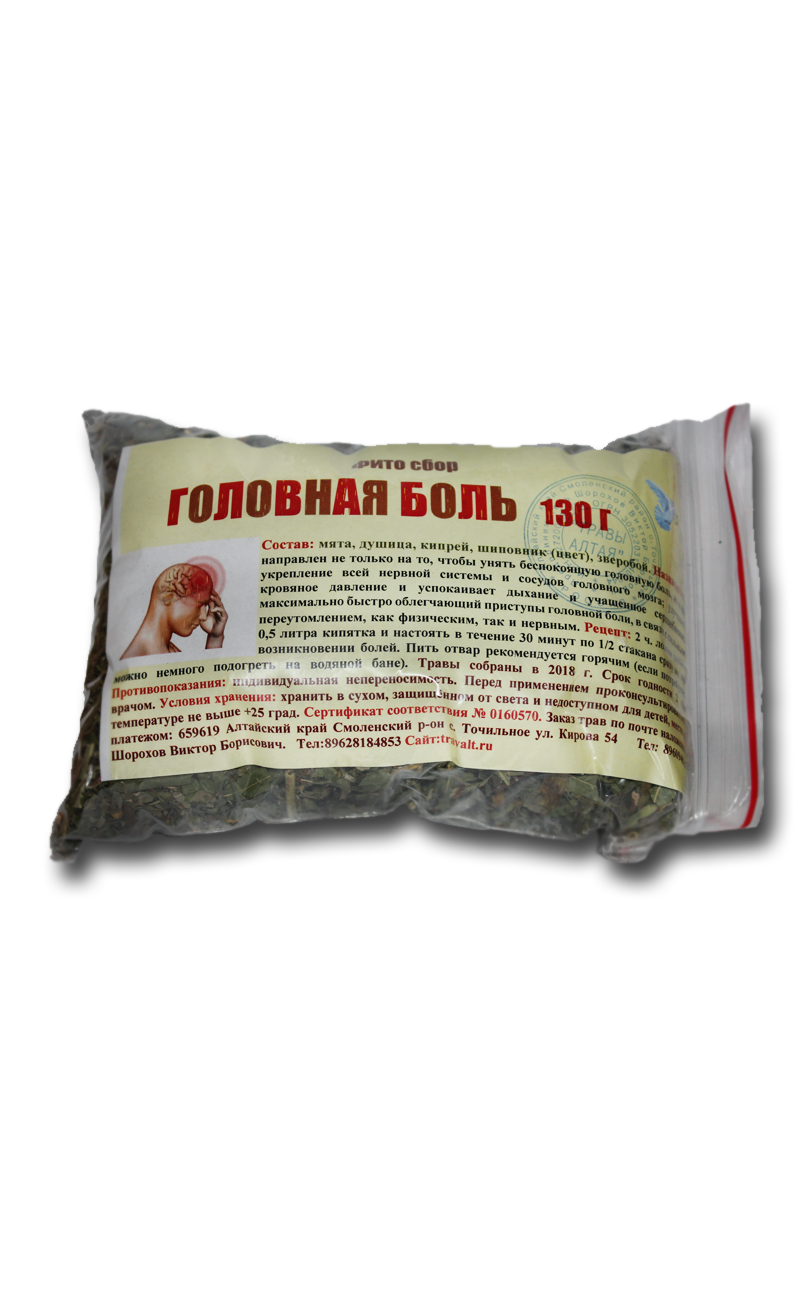 Фито сбор
ГОЛОВНАЯ БОЛЬ 130 г
Состав: мята, душица, кипрей, шиповник (цвет), зверобой.
направлен не только на то, чтобы унять беспокоящую головную боль,
укрепление всей нервной системы и сосудов головного мозга;
кровяное давление и успокаивает дыхание и учащенное
максимально быстро облегчающий приступы головной боли, в связи
переутомлением, как физическим, так и нервным. Рецепт: 2 ч.
0,5 литра кипятка и настоять в течение 30 минут по 1/2 стакана
возникновении болей. Пить отвар рекомендуется горячим (если
можно немного подогреть на водяной бане). Травы собраны в 2018 г. Срок годности
Противопоказания: индивидуальная непереносимость. Перед применением
врачом. Условия хранения: хранить в сухом, защищённом от света и недоступном для детей,
температуре не выше +25 град. Сертификат соответствия № 0160570. Заказ трав по почте
платежом: 659619 Алтайский край Смоленский р-он с. Точильное ул. Кирова 54 Тел:
Шорохов Виктор Борисович. Тел:89628184853 Сайт:travalt.ru
ТРАВЫ
АЛТАЯ"